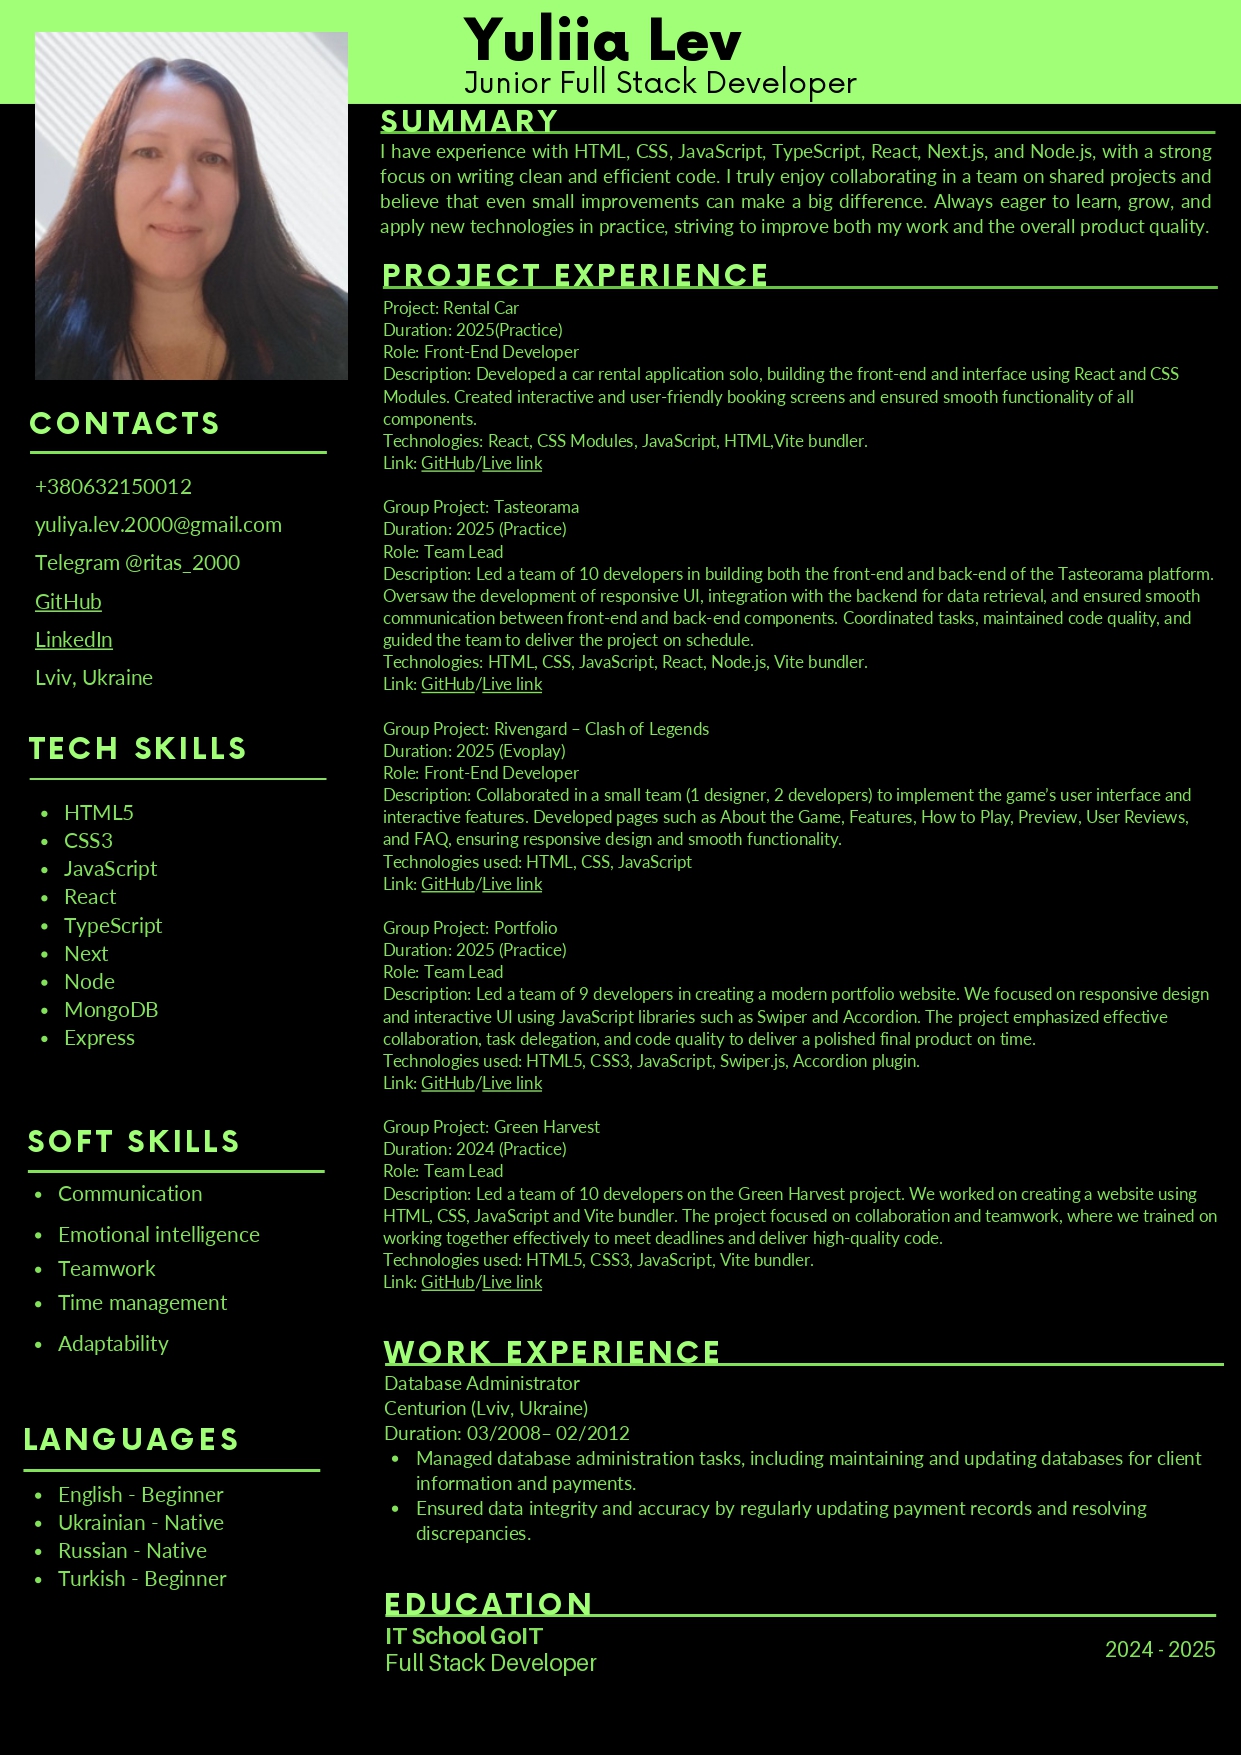 Yuliia Lev
Junior Full Stack Developer
SUMMARY
I have experience with HTML, CSS, JavaScript, TypeScript, React, Next.js, and Node.js, with a strong
focus on writing clean and efficient code. I truly enjoy collaborating in a team on shared projects and
believe that even small improvements can make a big difference. Always eager to learn, grow, and
apply new technologies in practice, striving to improve both my work and the overall product quality.
PROJECT EXPERIENCE
Project: Rental Car
Duration: 2025(Practice)
Role: Front-End Developer
Description: Developed a car rental application solo, building the front-end and interface using React and CSS
Modules. Created interactive and user-friendly booking screens and ensured smooth functionality of all
components.
Technologies: React, CSS Modules, JavaScript, HTML,Vite bundler.
Link: GitHub/Live link
Group Project: Tasteorama
Duration: 2025 (Practice)
Role: Team Lead
Description: Led a team of 10 developers in building both the front-end and back-end of the Tasteorama platform.
Oversaw the development of responsive UI, integration with the backend for data retrieval, and ensured smooth
communication between front-end and back-end components. Coordinated tasks, maintained code quality, and
guided the team to deliver the project on schedule.
Technologies: HTML, CSS, JavaScript, React, Node.js, Vite bundler.
Link: GitHub/Live link
Group Project: Rivengard – Clash of Legends
Duration: 2025 (Evoplay)
Role: Front-End Developer
Description: Collaborated in a small team (1 designer, 2 developers) to implement the game’s user interface and
interactive features. Developed pages such as About the Game, Features, How to Play, Preview, User Reviews,
and FAQ, ensuring responsive design and smooth functionality.
Technologies used: HTML, CSS, JavaScript
Link: GitHub/Live link
Group Project: Portfolio
Duration: 2025 (Practice)
Role: Team Lead
Description: Led a team of 9 developers in creating a modern portfolio website. We focused on responsive design
and interactive UI using JavaScript libraries such as Swiper and Accordion. The project emphasized effective
collaboration, task delegation, and code quality to deliver a polished final product on time.
Technologies used: HTML5, CSS3, JavaScript, Swiper.js, Accordion plugin.
Link: GitHub/Live link
Group Project: Green Harvest
Duration: 2024 (Practice)
Role: Team Lead
Description: Led a team of 10 developers on the Green Harvest project. We worked on creating a website using
HTML, CSS, JavaScript and Vite bundler. The project focused on collaboration and teamwork, where we trained on
working together effectively to meet deadlines and deliver high-quality code.
Technologies used: HTML5, CSS3, JavaScript, Vite bundler.
Link: GitHub/Live link
WORK EXPERIENCE
Database Administrator
Centurion (Lviv, Ukraine)
Duration: 03/2008– 02/2012
• Managed database administration tasks, including maintaining and updating databases for client
information and payments.
• Ensured data integrity and accuracy by regularly updating payment records and resolving
discrepancies.
EDUCATION
IT School GoIT
Full Stack Developer
2024 - 2025
CONTACTS
+380632150012
yuliya.lev.2000@gmail.com
Telegram @ritas_2000
GitHub
LinkedIn
Lviv, Ukraine
TECH SKILLS
• HTML5
• CSS3
• JavaScript
• React
• TypeScript
• Next
• Node
• MongoDB
• Express
SOFT SKILLS
• Communication
• Emotional intelligence
• Teamwork
• Time management
• Adaptability
LANGUAGES
• English - Beginner
• Ukrainian - Native
• Russian - Native
• Turkish - Beginner